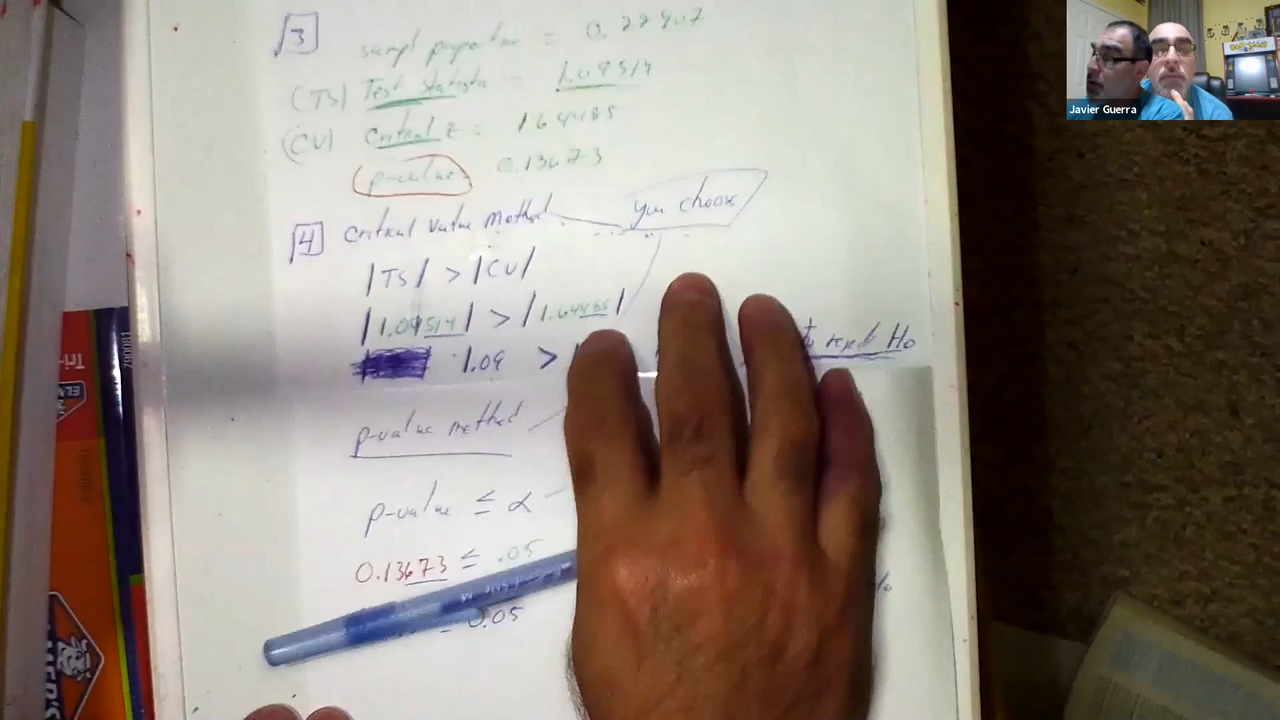 3
sample proportion = 0.22907
(TS) Test Statistic = 1.09514
(CV) Critical Z = 1.64485
p-value = 0.13673
4 Critical Value Method you choose
|TS| > |CV|
|1.09514| > |1.64485|
1.09 > reject Ho
p-value method
p-value ≤ α
0.13673 ≤ .05
0.05
Javier Guerra
790081